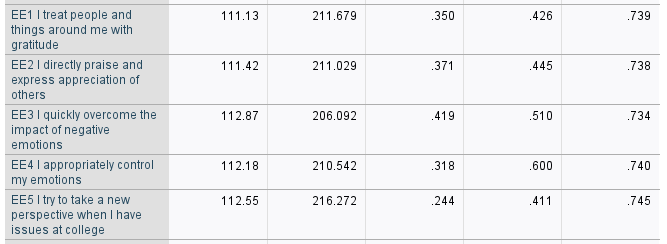 EE1 I treat people and things around me with gratitude 111.13 211.679 .350 .426 .739
EE2 I directly praise and express appreciation of others 111.42 211.029 .371 .445 .738
EE3 I quickly overcome the impact of negative emotions 112.87 206.092 .419 .510 .734
EE4 I appropriately control my emotions 112.18 210.542 .318 .600 .740
EE5 I try to take a new perspective when I have issues at college 112.55 216.272 .244 .411 .745